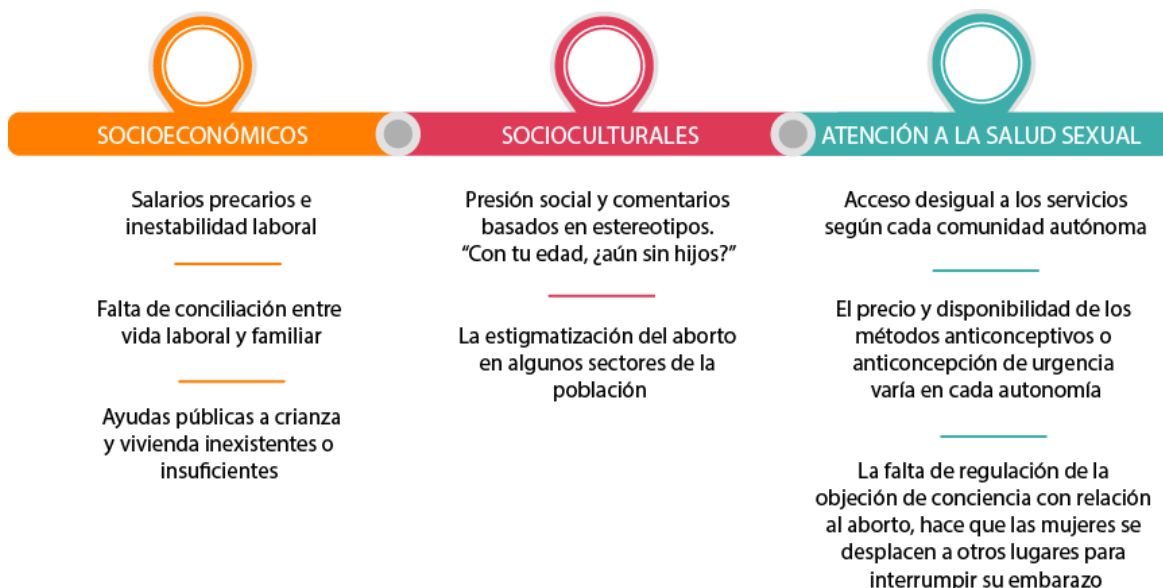 SOCIOECONÓMICOS
Salarios precarios e
inestabilidad laboral
Falta de conciliación entre
vida laboral y familiar
Ayudas públicas a crianza
y vivienda inexistentes o
insuficientes
SOCIOCULTURALES
Presión social y comentarios
basados en estereotipos.
“Con tu edad, ¿aún sin hijos?”
La estigmatización del aborto
en algunos sectores de la
población
ATENCIÓN A LA SALUD SEXUAL
Acceso desigual a los servicios
según cada comunidad autónoma
El precio y disponibilidad de los
métodos anticonceptivos o
anticoncepción de urgencia
varía en cada autonomía
La falta de regulación de la
objeción de conciencia con relación
al aborto, hace que las mujeres se
desplacen a otros lugares para
interrumpir su embarazo